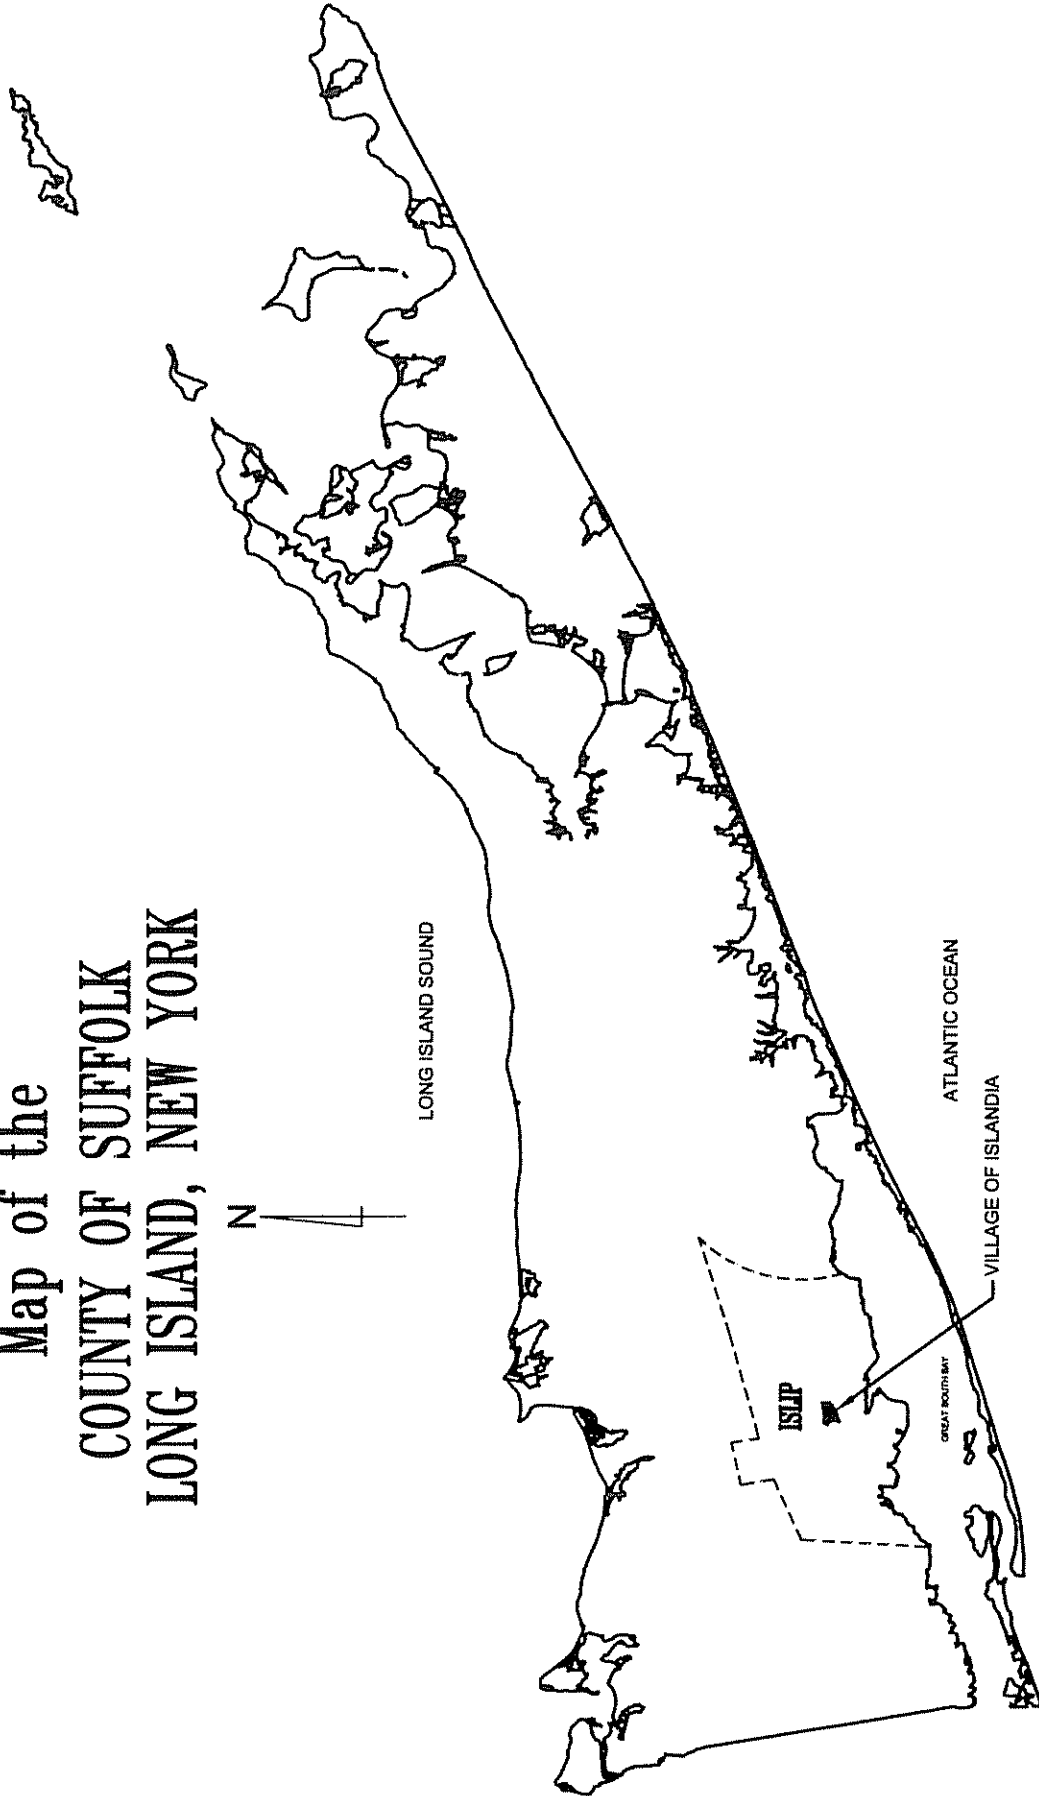 Map of the
COUNTY OF SUFFOLK
LONG ISLAND, NEW YORK
N
LONG ISLAND SOUND
ISLIP
GREAT SOUTH BAY
ATLANTIC OCEAN
VILLAGE OF ISLANDIA